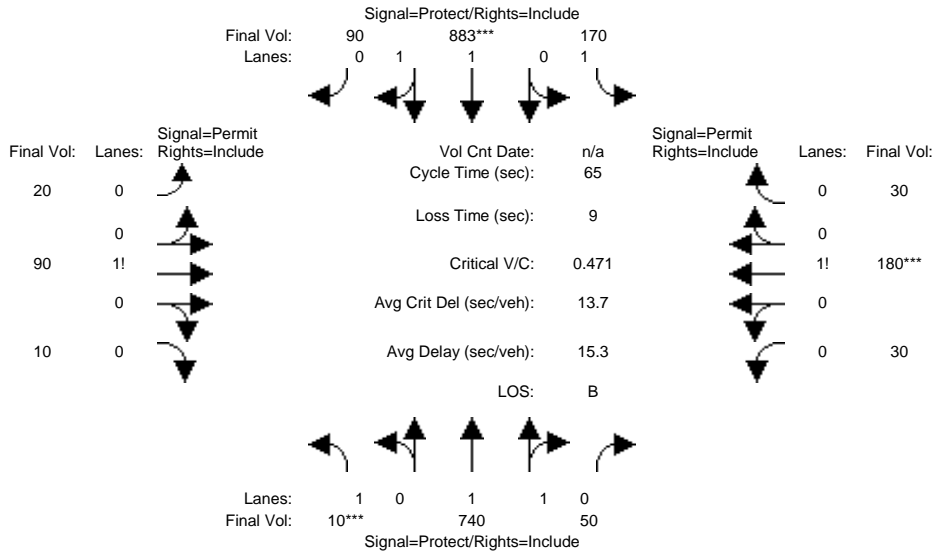 Signal=Protect/Rights=Include
Final Vol: 90 883*** 170
Lanes: 0 1 1 0 1
Signal=Permit
Final Vol: Lanes: Rights=Include
Vol Cnt Date: n/a
Signal=Permit
Rights=Include Lanes: Final Vol:
Cycle Time (sec): 65
20 0
0 30
Loss Time (sec): 9
0
0
90 1!
Critical V/C: 0.471
1! 180***
0
Avg Crit Del (sec/veh): 13.7
0
10 0
Avg Delay (sec/veh): 15.3
0 30
LOS: B
Lanes: 1 0 1 1 0
Final Vol: 10*** 740 50
Signal=Protect/Rights=Include